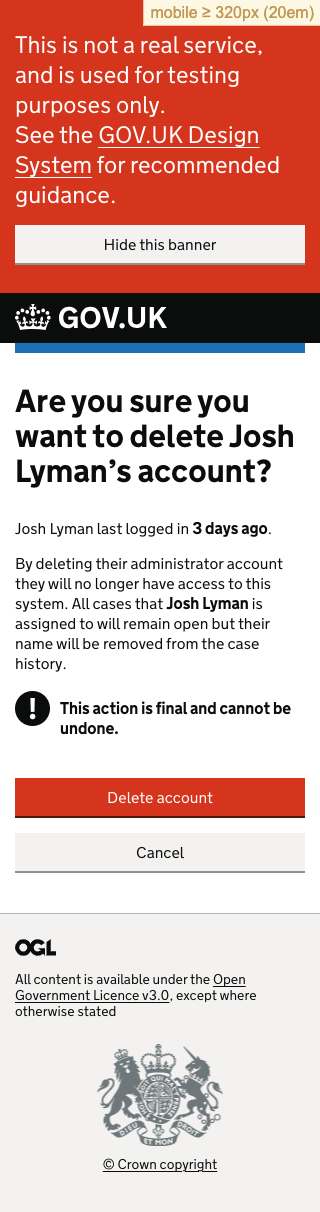 mobile ≥ 320px (20em)
This is not a real service,
and is used for testing
purposes only.
See the GOV.UK Design
System for recommended
guidance.
Hide this banner
GOV.UK
Are you sure you
want to delete Josh
Lyman’s account?
Josh Lyman last logged in 3 days ago.
By deleting their administrator account
they will no longer have access to this
system. All cases that Josh Lyman is
assigned to will remain open but their
name will be removed from the case
history.
!
This action is final and cannot be
undone.
Delete account
Cancel
OGL
All content is available under the Open
Government Licence v3.0, except where
otherwise stated
DIEU ET MON DROIT
© Crown copyright